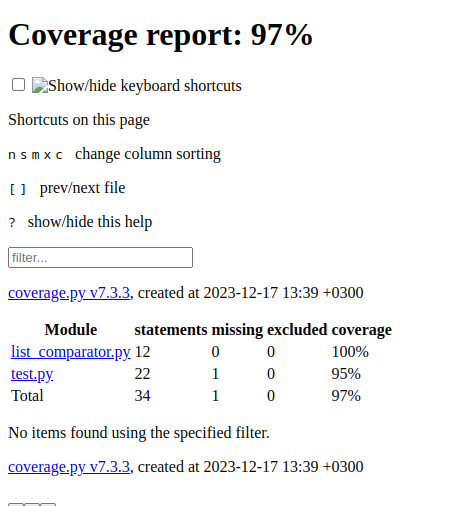 Coverage report: 97%
Show/hide keyboard shortcuts
Shortcuts on this page
n s m x c change column sorting
[ ] prev/next file
? show/hide this help
filter...
coverage.py v7.3.3, created at 2023-12-17 13:39 +0300
Module statements missing excluded coverage
list_comparator.py 12 0 0 100%
test.py 22 1 0 95%
Total 34 1 0 97%
No items found using the specified filter.
coverage.py v7.3.3, created at 2023-12-17 13:39 +0300